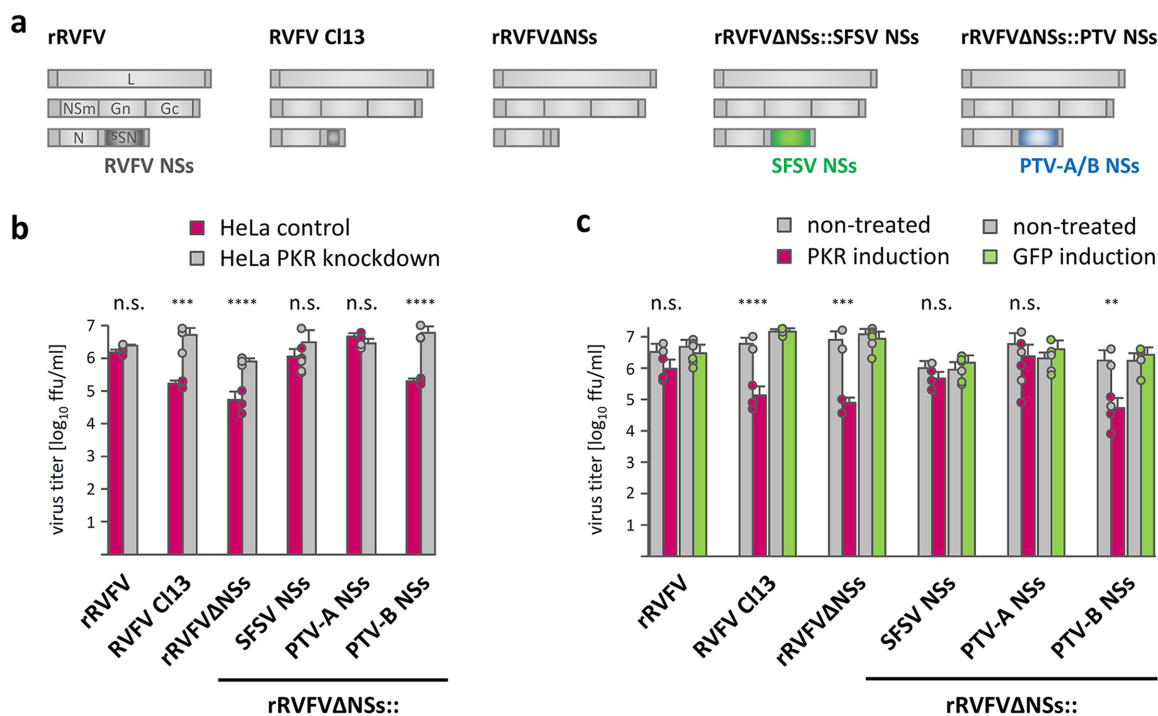 a
rRVFV
RVFV Cl13
rRVFVΔNSs
rRVFVΔNSs::SFSV NSs
rRVFVΔNSs::PTV NSs
L
NSm Gn Gc
N NSs
RVFV NSs
SFSV NSs
PTV-A/B NSs
b
HeLa control
HeLa PKR knockdown
n.s. *** **** n.s. n.s. ****
virus titer [log10 ffu/ml]
7
6
5
4
3
2
1
rRVFV
RVFV Cl13
rRVFVΔNSs
SFSV NSs
PTV-A NSs
PTV-B NSs
rRVFVΔNSs::
c
non-treated
PKR induction
non-treated
GFP induction
n.s. **** *** n.s. n.s. **
virus titer [log10 ffu/ml]
7
6
5
4
3
2
1
rRVFV
RVFV Cl13
rRVFVΔNSs
SFSV NSs
PTV-A NSs
PTV-B NSs
rRVFVΔNSs::